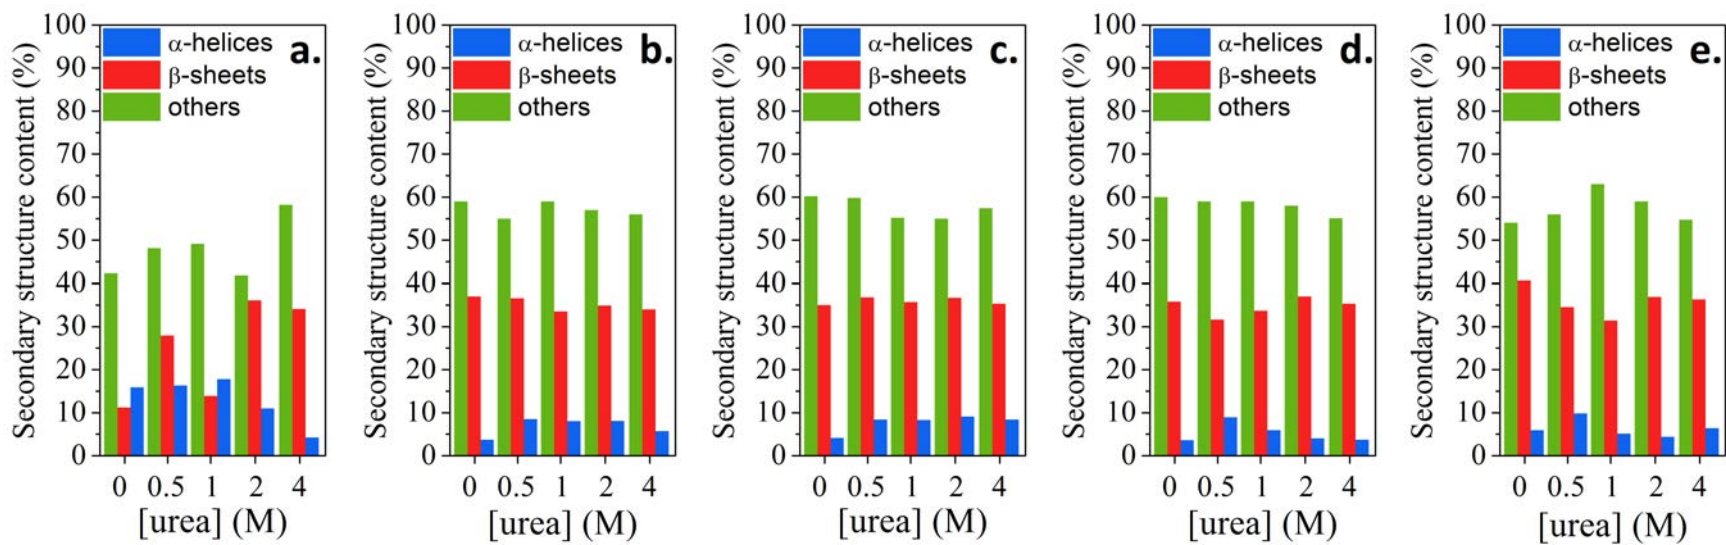 a.
Secondary structure content (%)
100
90
80
70
60
50
40
30
20
10
0
α-helices
β-sheets
others
0 0.5 1 2 4
[urea] (M)
b.
Secondary structure content (%)
100
90
80
70
60
50
40
30
20
10
0
α-helices
β-sheets
others
0 0.5 1 2 4
[urea] (M)
c.
Secondary structure content (%)
100
90
80
70
60
50
40
30
20
10
0
α-helices
β-sheets
others
0 0.5 1 2 4
[urea] (M)
d.
Secondary structure content (%)
100
90
80
70
60
50
40
30
20
10
0
α-helices
β-sheets
others
0 0.5 1 2 4
[urea] (M)
e.
Secondary structure content (%)
100
90
80
70
60
50
40
30
20
10
0
α-helices
β-sheets
others
0 0.5 1 2 4
[urea] (M)